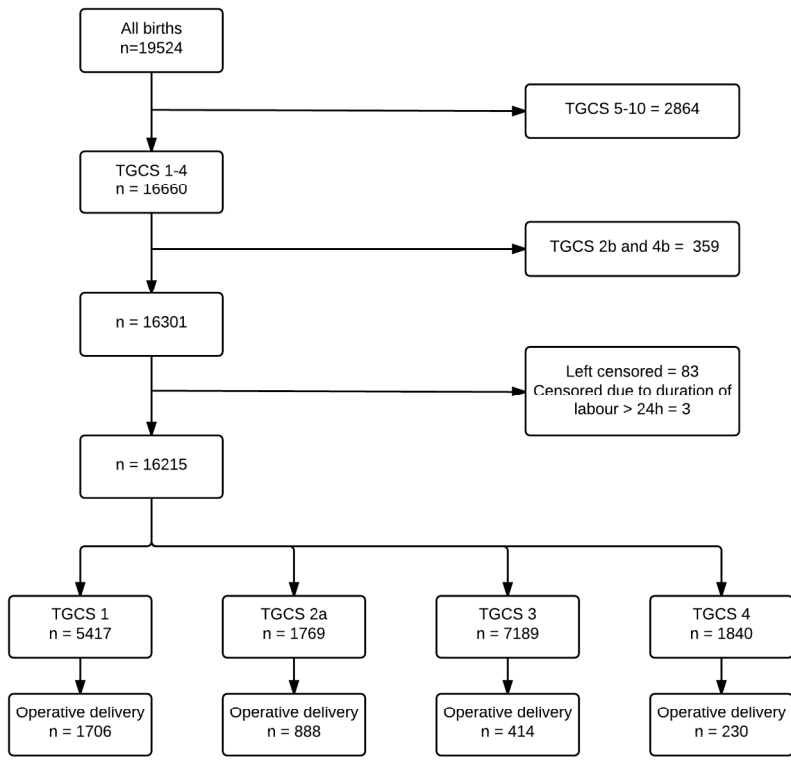 All births
n=19524
TGCS 5-10 = 2864
TGCS 1-4
n = 16660
TGCS 2b and 4b = 359
n = 16301
Left censored = 83
Censored due to duration of
labour > 24h = 3
n = 16215
TGCS 1
n = 5417
TGCS 2a
n = 1769
TGCS 3
n = 7189
TGCS 4
n = 1840
Operative delivery
n = 1706
Operative delivery
n = 888
Operative delivery
n = 414
Operative delivery
n = 230